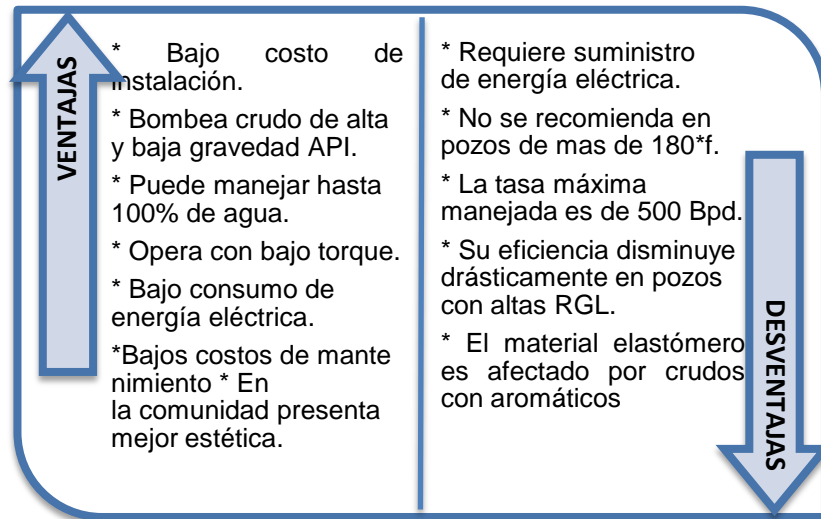 VENTAJAS
* Bajo costo de
instalación.
* Bombea crudo de alta
y baja gravedad API.
* Puede manejar hasta
100% de agua.
* Opera con bajo torque.
* Bajo consumo de
energía eléctrica.
*Bajos costos de mante
nimiento * En
la comunidad presenta
mejor estética.
* Requiere suministro
de energía eléctrica.
* No se recomienda en
pozos de mas de 180*f.
* La tasa máxima
manejada es de 500 Bpd.
* Su eficiencia disminuye
drásticamente en pozos
con altas RGL.
* El material elastómero
es afectado por crudos
con aromáticos
DESVENTAJAS